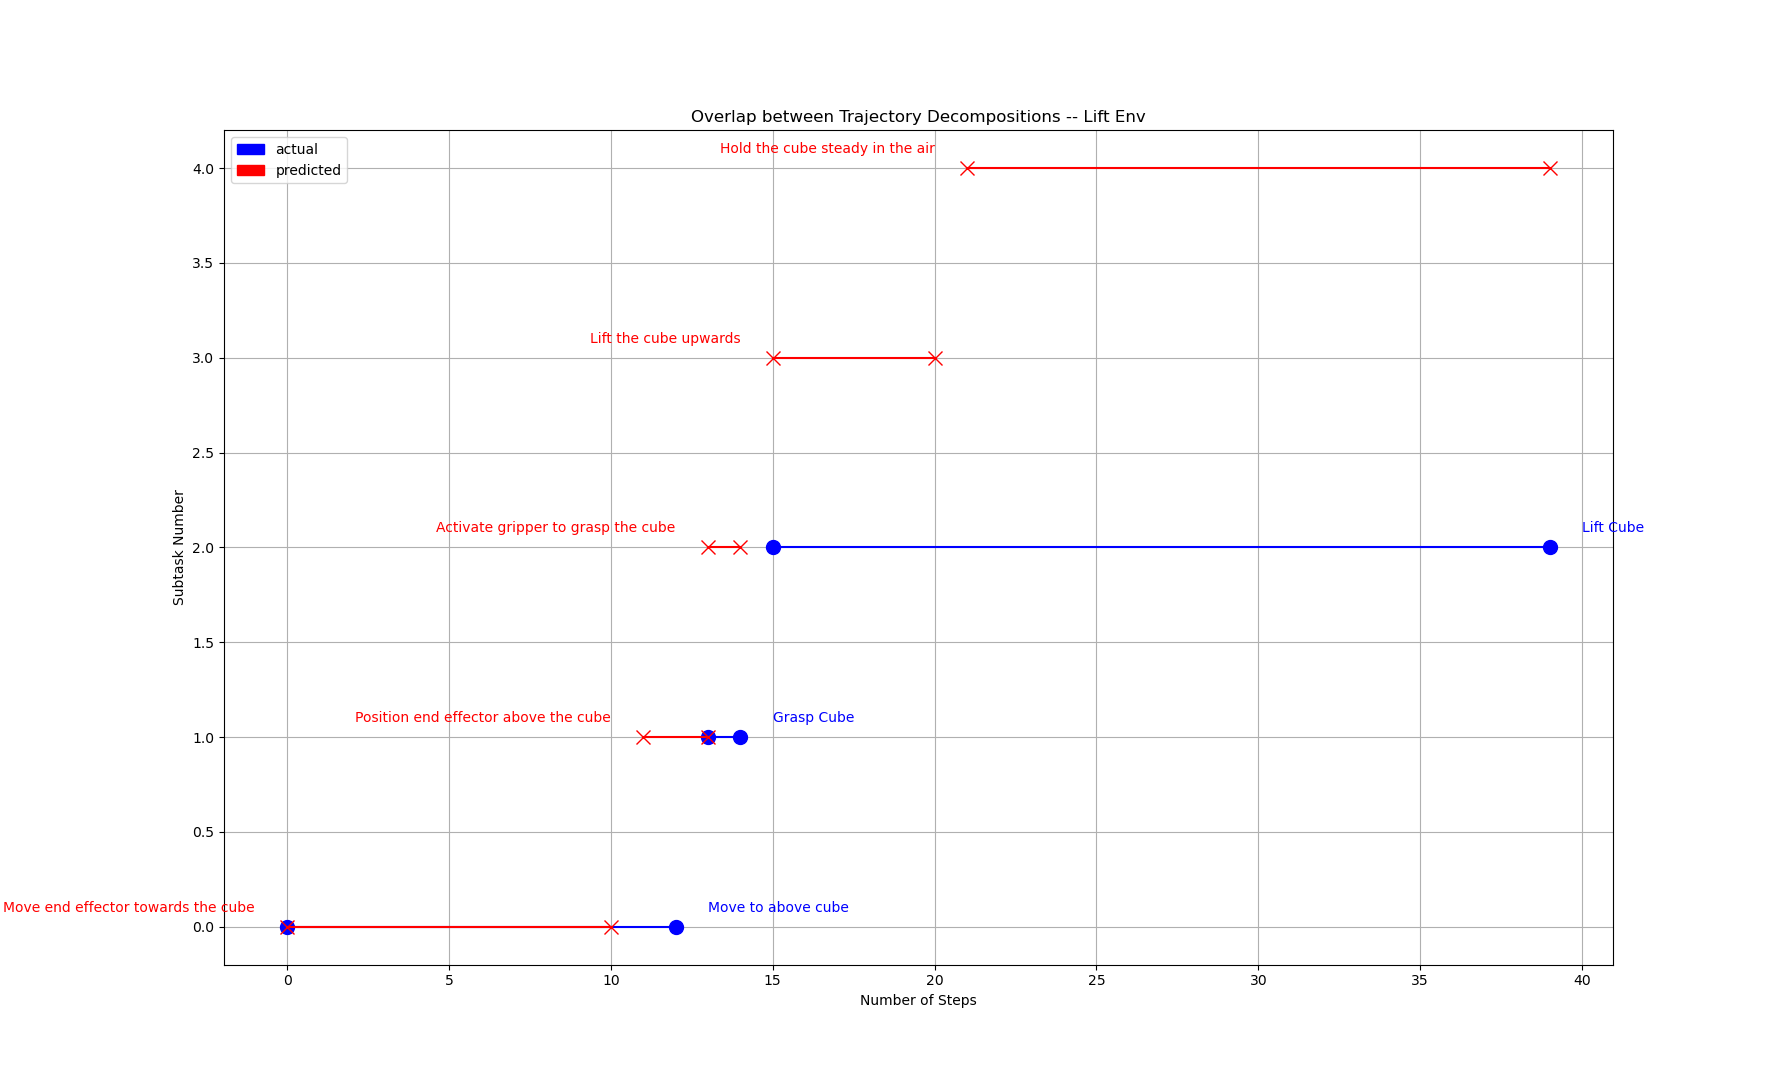 Overlap between Trajectory Decompositions -- Lift Env
actual
predicted
Hold the cube steady in the air
4.0
3.5
Lift the cube upwards
3.0
2.5
Activate gripper to grasp the cube
Lift Cube
2.0
Subtask Number
1.5
Position end effector above the cube
Grasp Cube
1.0
0.5
Move end effector towards the cube
Move to above cube
0.0
0 5 10 15 20 25 30 35 40
Number of Steps